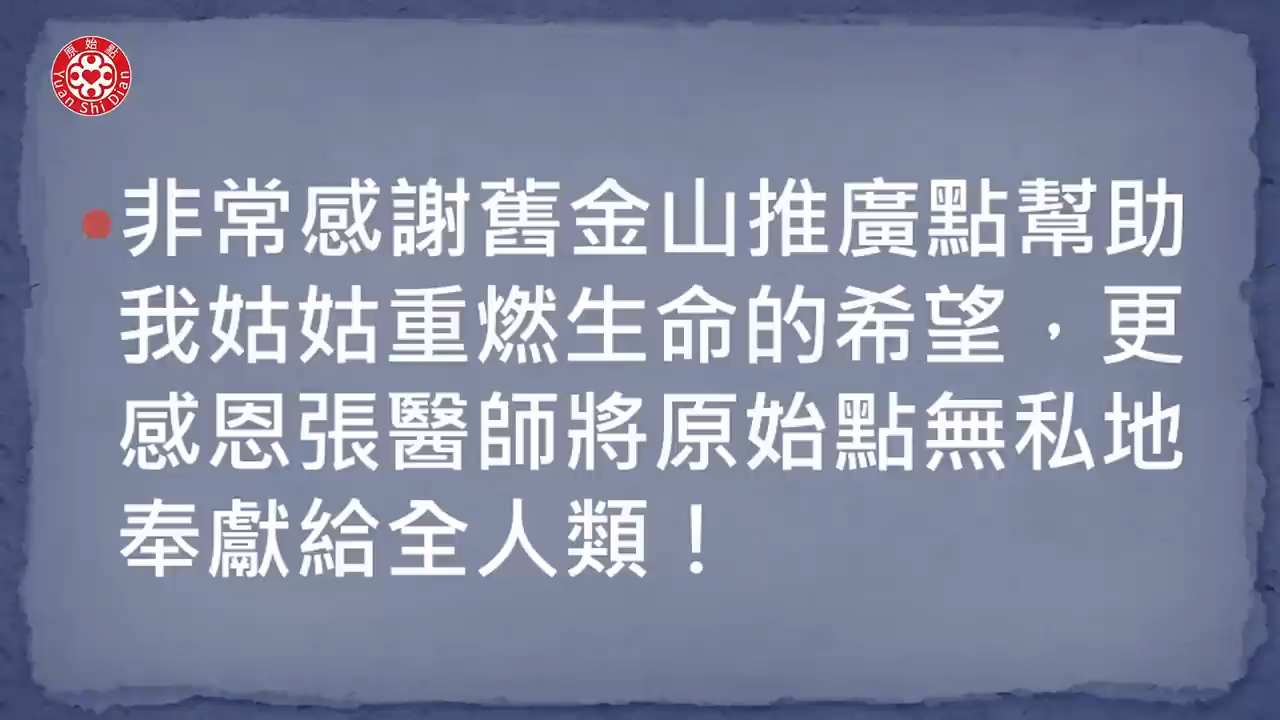 原始點
Yuan Shi Dian
非常感謝舊金山推廣點幫助
我姑姑重燃生命的希望，更
感恩張醫師將原始點無私地
奉獻給全人類！